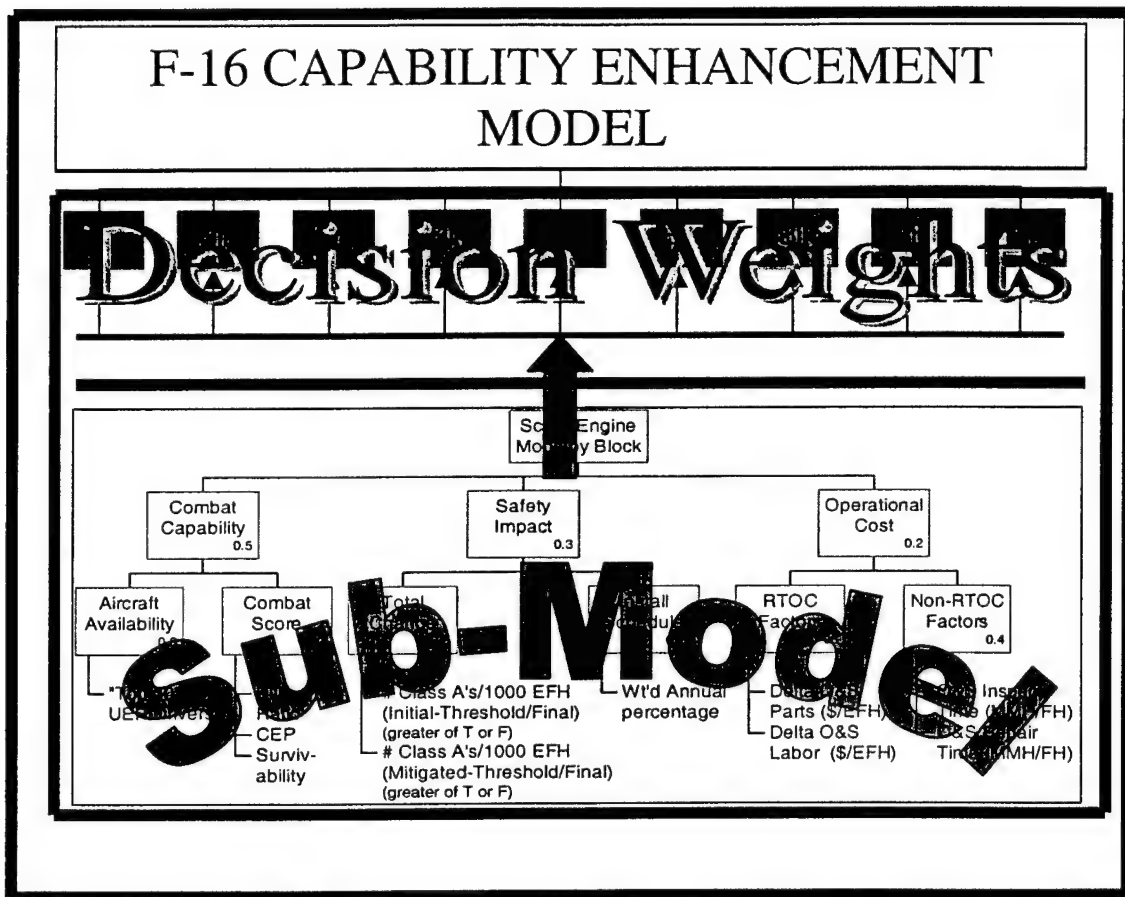 F-16 CAPABILITY ENHANCEMENT
MODEL
Decision Weights
Engine
Block
Combat
Capability
0.5
Safety
Impact
0.3
Operational
Cost
0.2
Aircraft
Availability
Combat
Score
Total
RTOC
Non-RTOC
Factors
0.4
Sub-Model
CEP
Surviv-
ability
Class A's/1000 EFH
(Initial-Threshold/Final)
(greater of T or F)
# Class A's/1000 EFH
(Mitigated-Threshold/Final)
(greater of T or F)
Wt'd Annual
percentage
Parts ($/EFH)
Delta O&S
Labor ($/EFH)